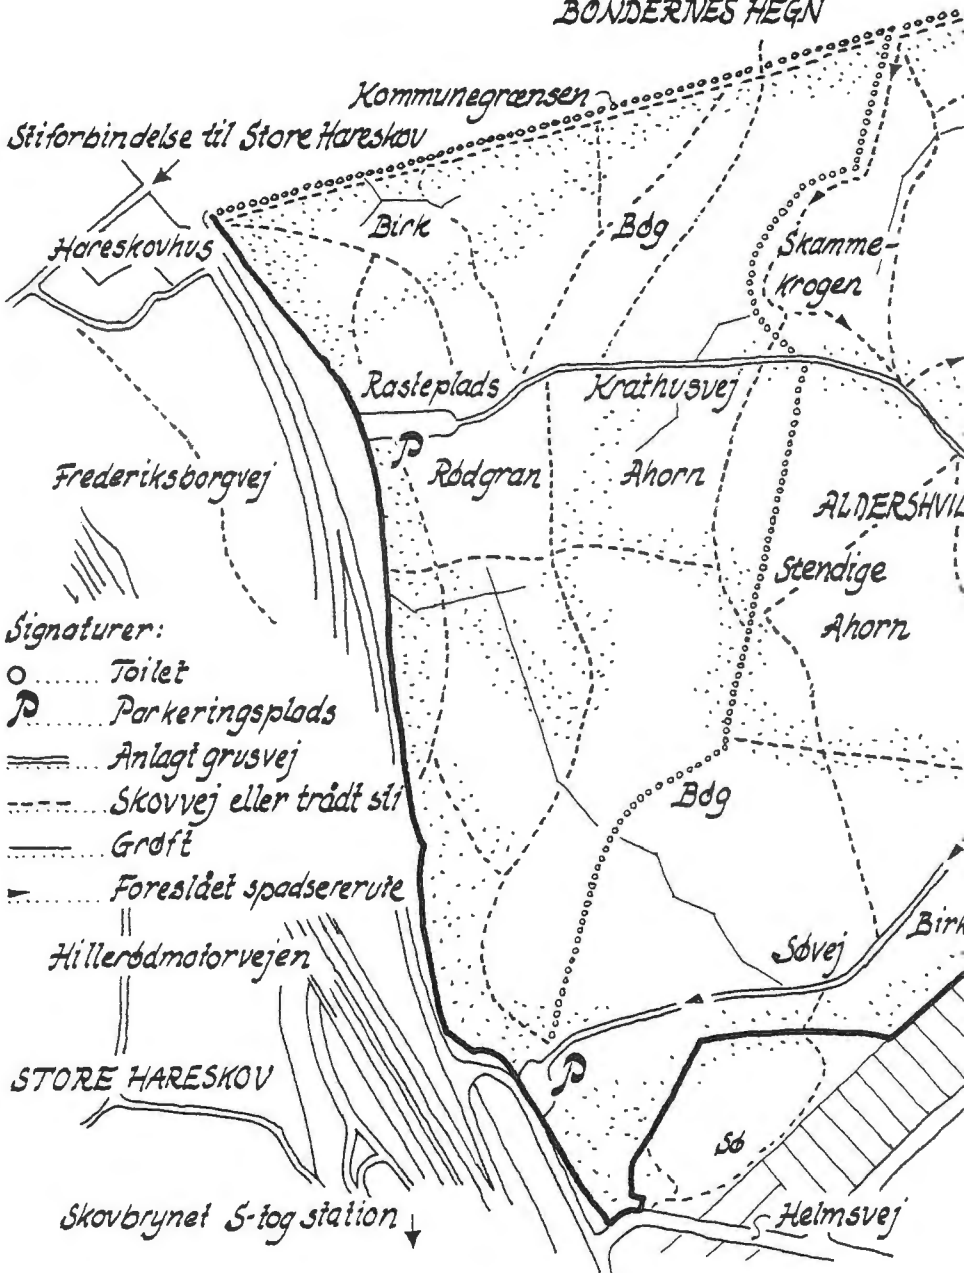 BONDERNES HEGN
Kommunegrænsen
Stiforbindelse til Store Hareskov
Birk
Bøg
Hareskovhus
Skamme-
krogen
Rasteplads
Krathusvej
P
Frederiksborgvej
Rødgran
Ahorn
ALDERSHVIL
Stendige
Ahorn
Signaturer:
Toilet
P Parkeringsplads
Anlagt grusvej
Skovvej eller trådt sti
Grøft
Foreslået spadsererute
Bøg
Birk
Hillerødmotorvejen
Søvej
STORE HARESKOV
P
Sø
Skovbrynet S-tog station
Helmsvej